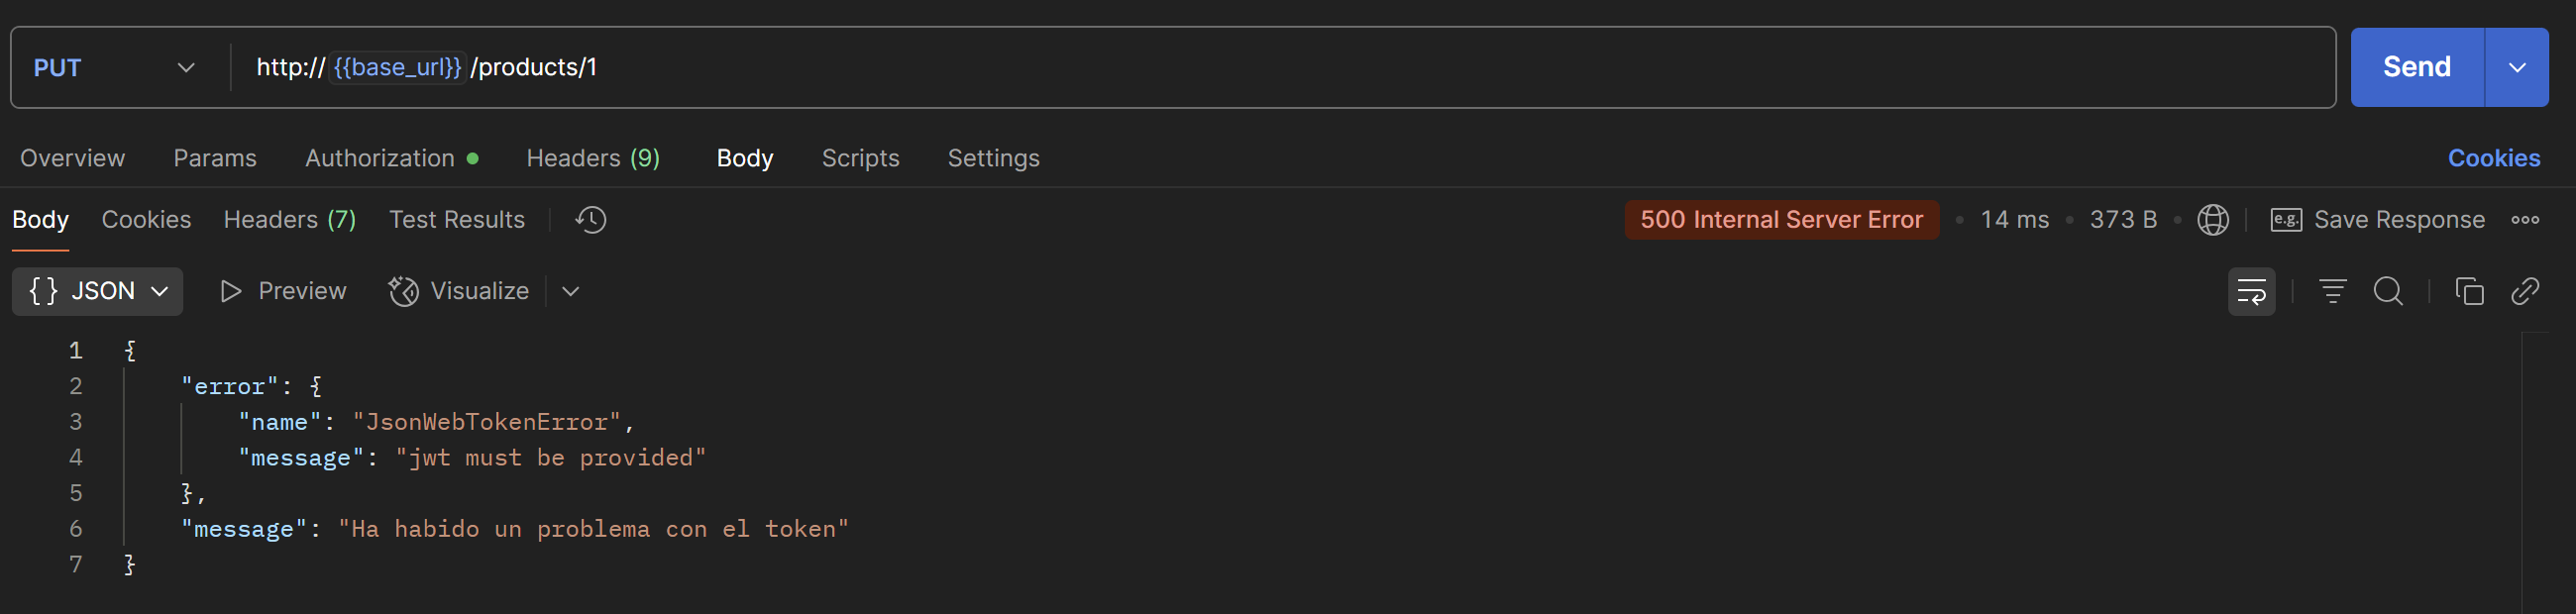 PUT http://{{base_url}}/products/1 Send
Overview Params Authorization Headers (9) Body Scripts Settings Cookies
Body Cookies Headers (7) Test Results 500 Internal Server Error 14 ms 373 B e.g. Save Response
{} JSON Preview Visualize
1 {
2 "error": {
3 "name": "JsonWebTokenError",
4 "message": "jwt must be provided"
5 },
6 "message": "Ha habido un problema con el token"
7 }